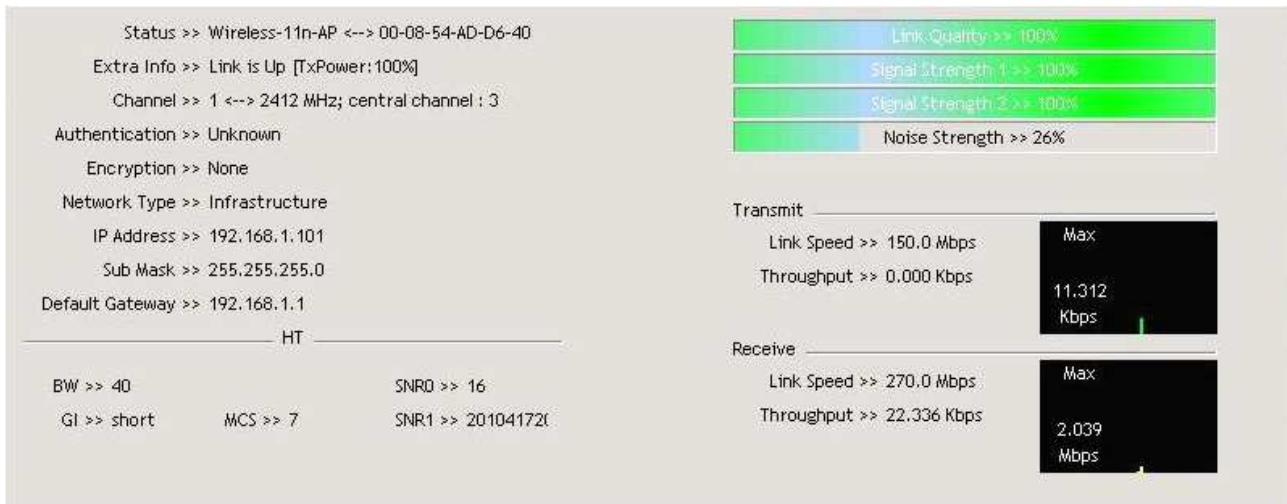 Status >> Wireless-11n-AP <--> 00-08-54-AD-D6-40
Extra Info >> Link is Up [TxPower:100%]
Channel >> 1 <--> 2412 MHz; central channel : 3
Authentication >> Unknown
Encryption >> None
Network Type >> Infrastructure
IP Address >> 192.168.1.101
Sub Mask >> 255.255.255.0
Default Gateway >> 192.168.1.1
HT
BW >> 40 SNR0 >> 16
GI >> short MCS >> 7 SNR1 >> 20104172(
Link Quality >> 100%
Signal Strength 1 >> 100%
Signal Strength 2 >> 100%
Noise Strength >> 26%
Transmit
Link Speed >> 150.0 Mbps
Throughput >> 0.000 Kbps
Max
11.312
Kbps
Receive
Link Speed >> 270.0 Mbps
Throughput >> 22.336 Kbps
Max
2.039
Mbps